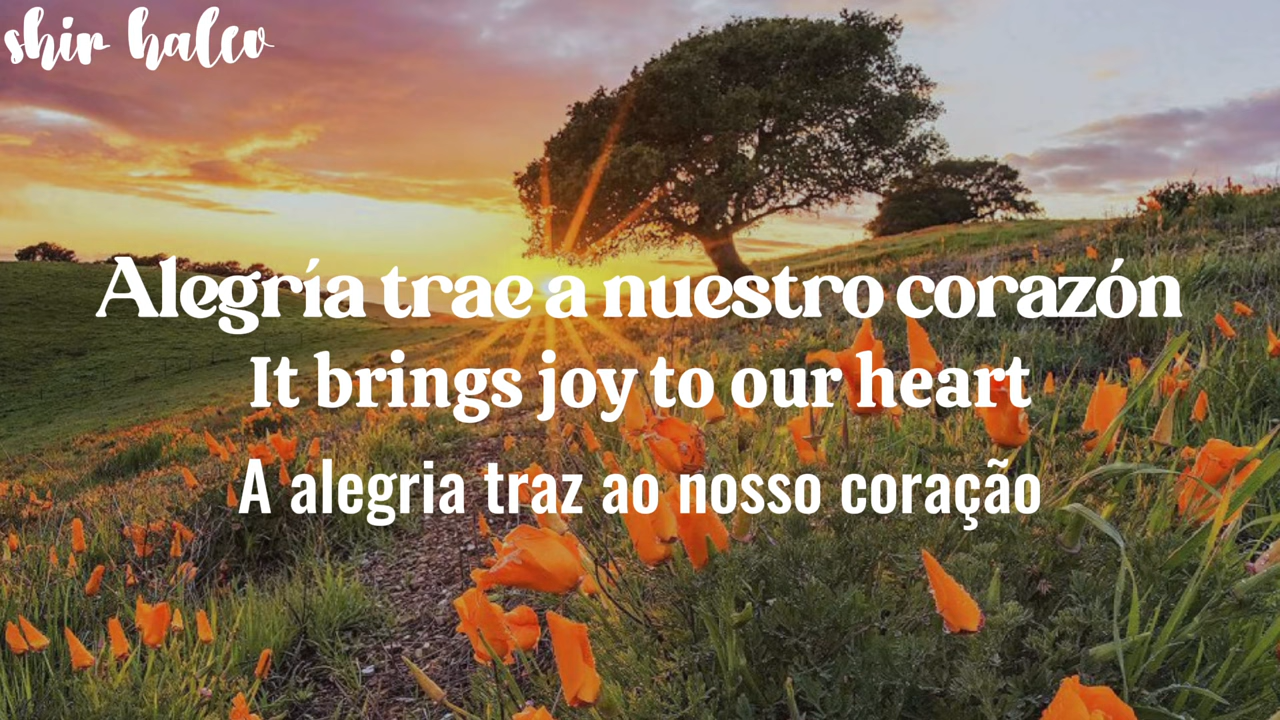 shir halev
Alegría trae a nuestro corazón
It brings joy to our heart
A alegria traz ao nosso coração